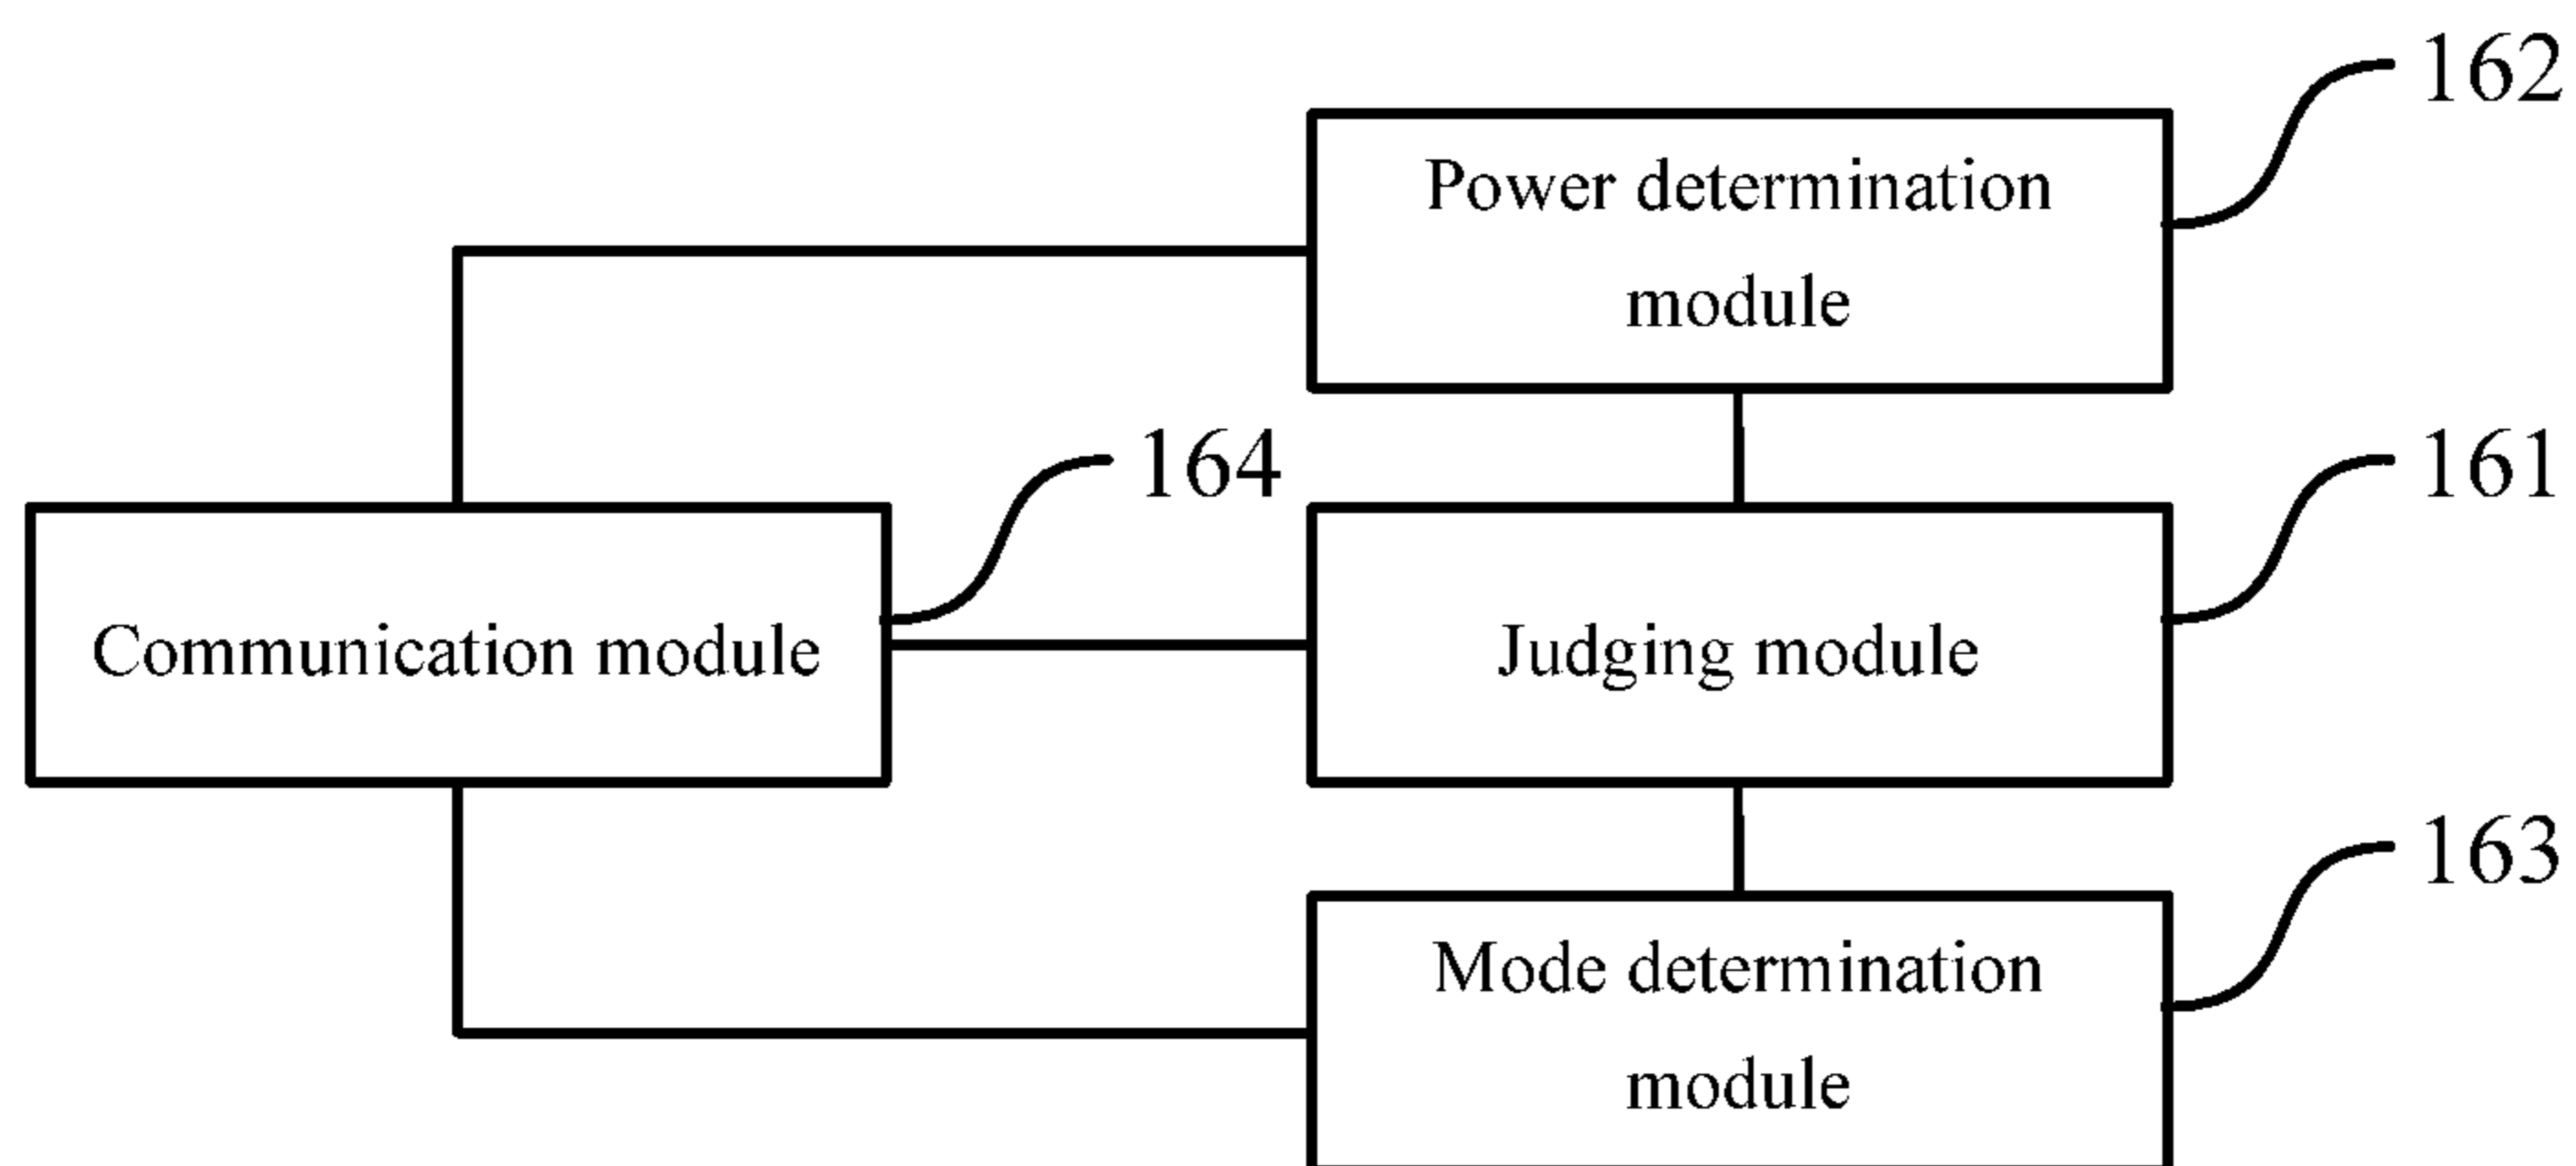 162
Power determination
module
164
161
Communication module
Judging module
163
Mode determination
module